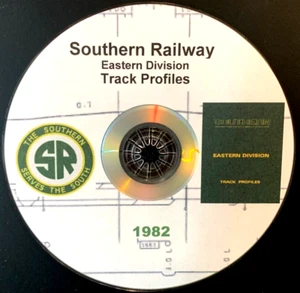 Southern Railway
Eastern Division
Track Profiles
THE SOUTHERN
SR
SERVES THE SOUTH
SOUTHERN
EASTERN DIVISION
TRACK PROFILES
1982